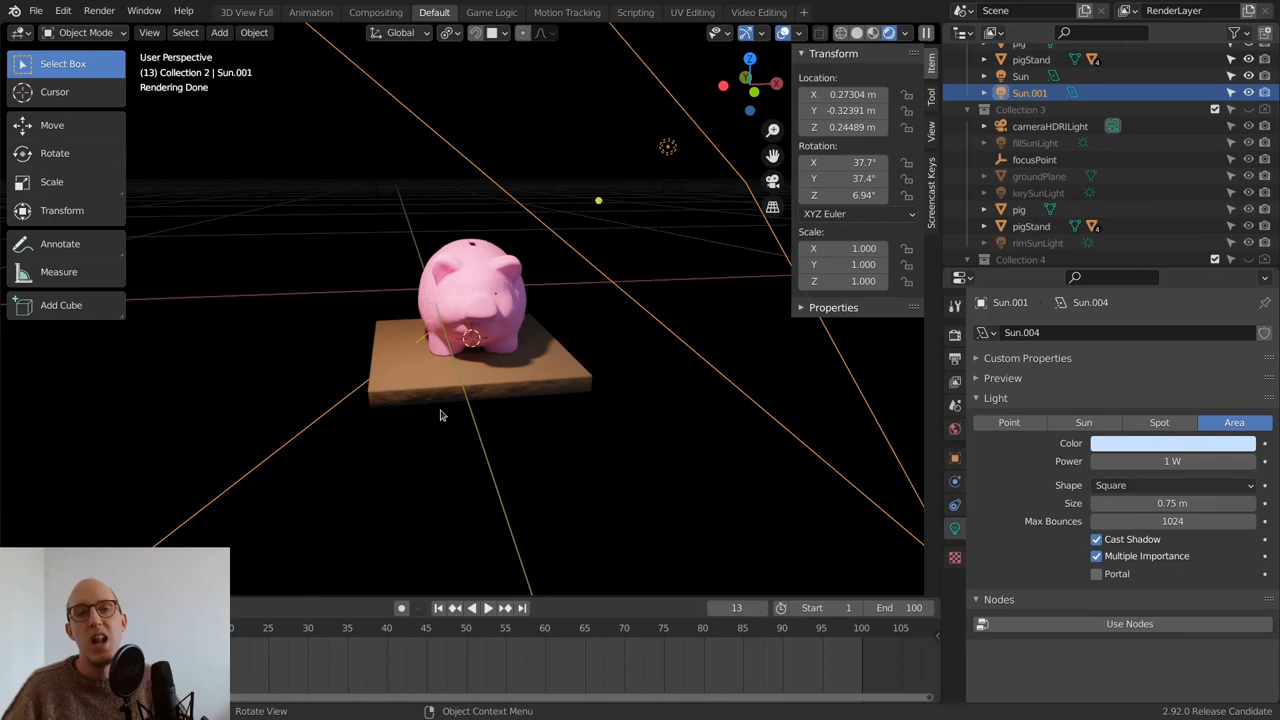 File Edit Render Window Help 3D View Full Animation Compositing Default Game Logic Motion Tracking Scripting UV Editing Video Editing Scene RenderLayer
Object Mode View Select Add Object Global
Select Box
Cursor
Move
Rotate
Scale
Transform
Annotate
Measure
Add Cube
User Perspective
(13) Collection 2 | Sun.001
Rendering Done
Z
Y
X
Transform
Location:
X 0.27304 m
Y -0.32391 m
Z 0.24489 m
Rotation:
X 37.7°
Y 37.4°
Z 6.94°
XYZ Euler
Scale:
X 1.000
Y 1.000
Z 1.000
Properties
Item
Tool
View
Screencast Keys
pig
pigStand 4
Sun
Sun.001
Collection 3
cameraHDRILight
fillSunLight
focusPoint
groundPlane
keySunLight
pig
pigStand 4
rimSunLight
Collection 4
Sun.001 Sun.004
Sun.004
Custom Properties
Preview
Light
Point Sun Spot Area
Color
Power 1 W
Shape Square
Size 0.75 m
Max Bounces 1024
Cast Shadow
Multiple Importance
Portal
Nodes
Use Nodes
13 Start 1 End 100
25 30 35 40 45 50 55 60 65 70 75 80 85 90 95 100 105
Rotate View Object Context Menu 2.92.0 Release Candidate